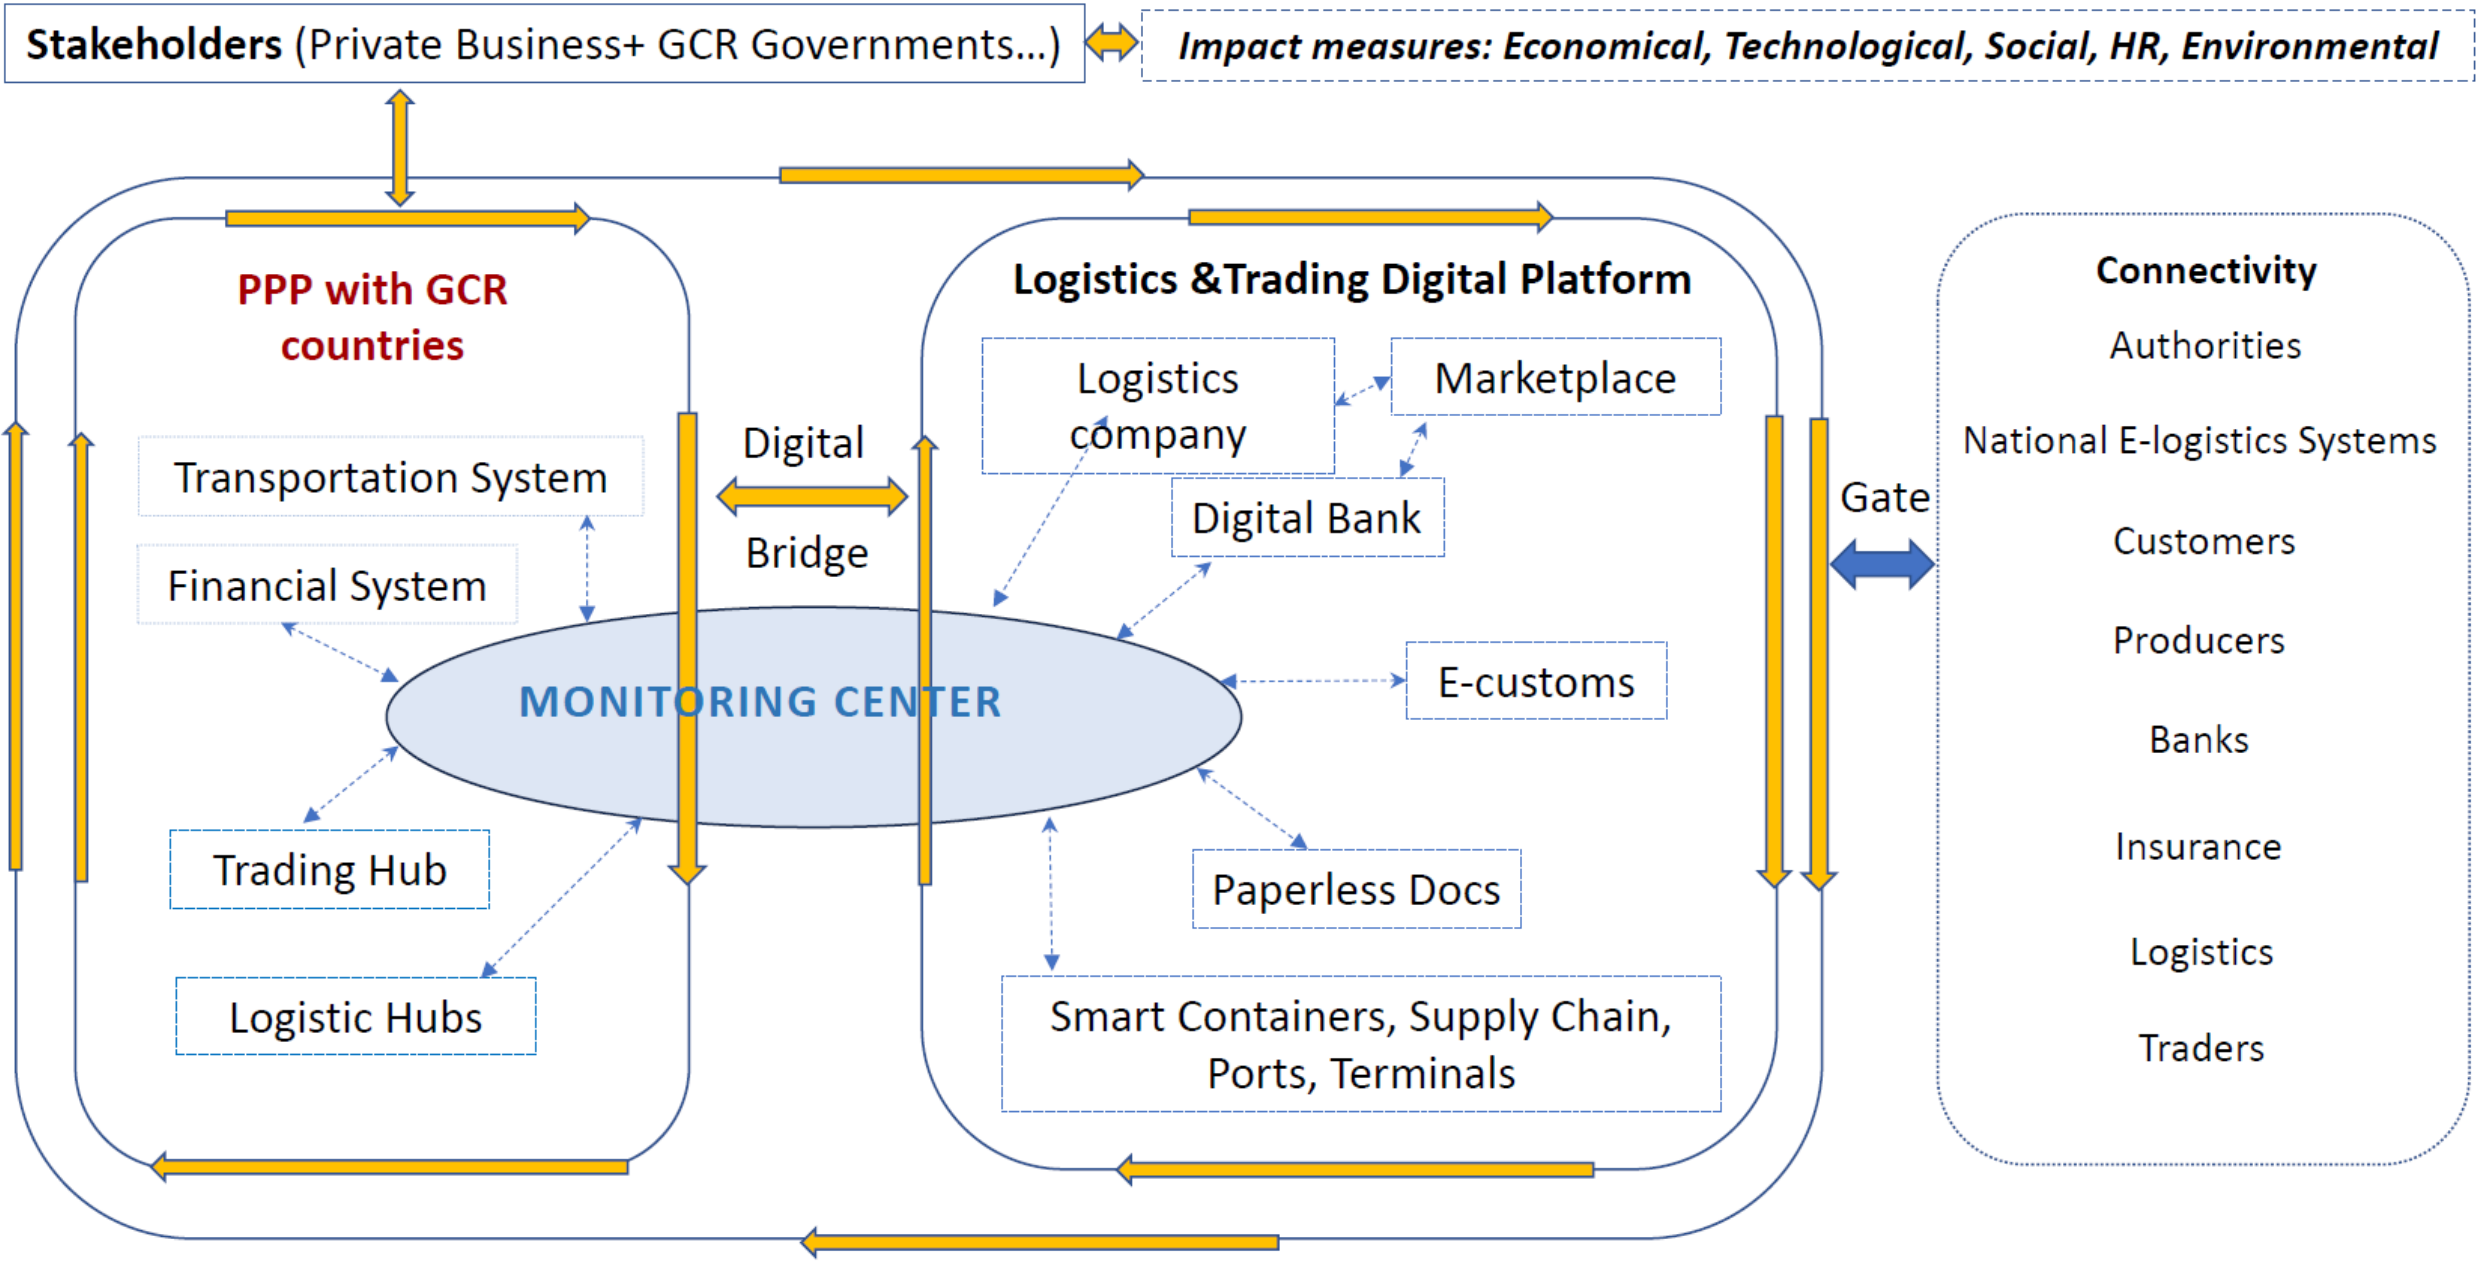 Stakeholders (Private Business+ GCR Governments...)
Impact measures: Economical, Technological, Social, HR, Environmental
PPP with GCR
countries
Transportation System
Financial System
Trading Hub
Logistic Hubs
Digital
Bridge
MONITORING CENTER
Logistics &Trading Digital Platform
Logistics
company
Marketplace
Digital Bank
E-customs
Paperless Docs
Smart Containers, Supply Chain,
Ports, Terminals
Gate
Connectivity
Authorities
National E-logistics Systems
Customers
Producers
Banks
Insurance
Logistics
Traders